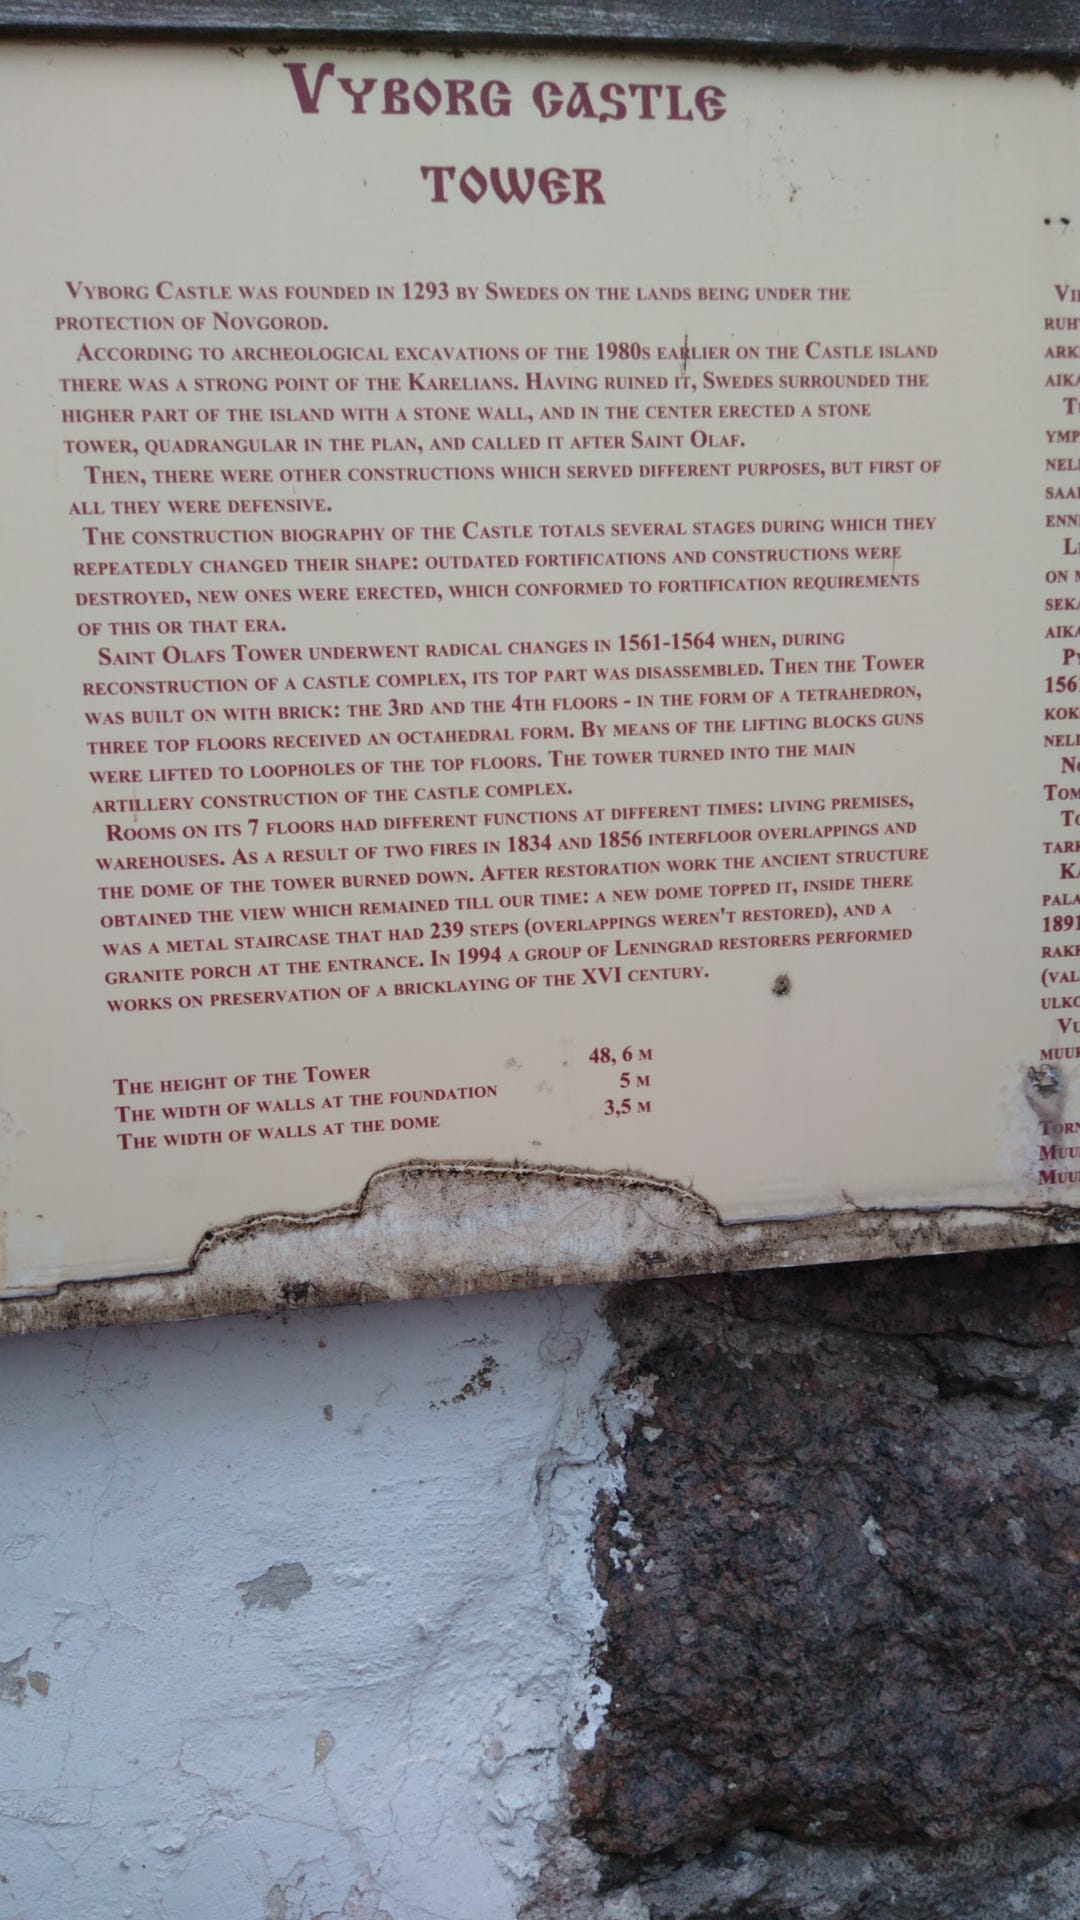 Vyborg castle
tower
Vyborg Castle was founded in 1293 by Swedes on the lands being under the
protection of Novgorod.
According to archeological excavations of the 1980s earlier on the Castle island
there was a strong point of the Karelians. Having ruined it, Swedes surrounded the
higher part of the island with a stone wall, and in the center erected a stone
tower, quadrangular in the plan, and called it after Saint Olaf.
Then, there were other constructions which served different purposes, but first of
all they were defensive.
The construction biography of the Castle totals several stages during which they
repeatedly changed their shape: outdated fortifications and constructions were
destroyed, new ones were erected, which conformed to fortification requirements
of this or that era.
Saint Olafs Tower underwent radical changes in 1561-1564 when, during
reconstruction of a castle complex, its top part was disassembled. Then the Tower
was built on with brick: the 3rd and the 4th floors - in the form of a tetrahedron,
three top floors received an octahedral form. By means of the lifting blocks guns
were lifted to loopholes of the top floors. The tower turned into the main
artillery construction of the castle complex.
Rooms on its 7 floors had different functions at different times: living premises,
warehouses. As a result of two fires in 1834 and 1856 interfloor overlappings and
the dome of the tower burned down. After restoration work the ancient structure
obtained the view which remained till our time: a new dome topped it, inside there
was a metal staircase that had 239 steps (overlappings weren't restored), and a
granite porch at the entrance. In 1994 a group of Leningrad restorers performed
works on preservation of a bricklaying of the XVI century.
The height of the Tower 48, 6 m
The width of walls at the foundation 5 m
The width of walls at the dome 3,5 m